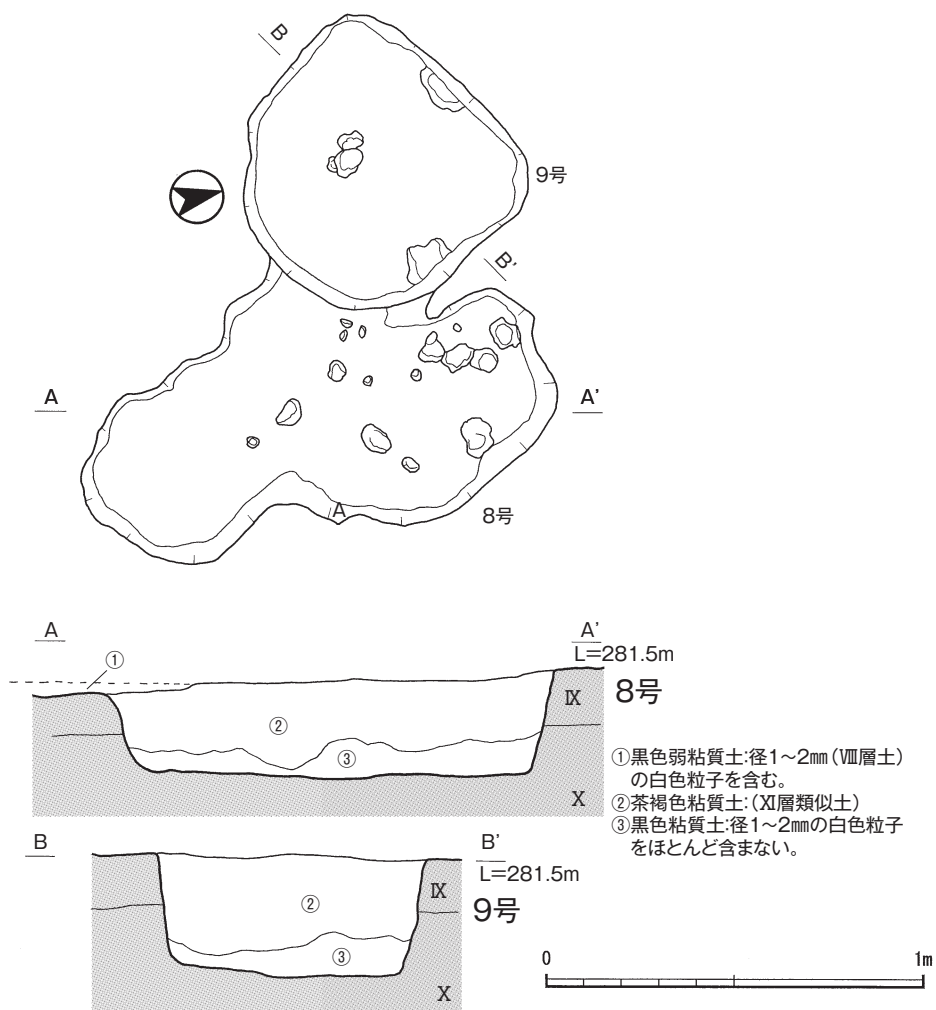 B
9号
B'
A
A'
A
8号
A
A'
①
L=281.5m
8号
Ⅸ
②
③
Ⅹ
①黒色弱粘質土:径1~2㎜(Ⅷ層土)
の白色粒子を含む。
②茶褐色粘質土:(Ⅺ層類似土)
③黒色粘質土:径1~2㎜の白色粒子
をほとんど含まない。
B
B'
L=281.5m
9号
Ⅸ
②
③
Ⅹ
0
1m